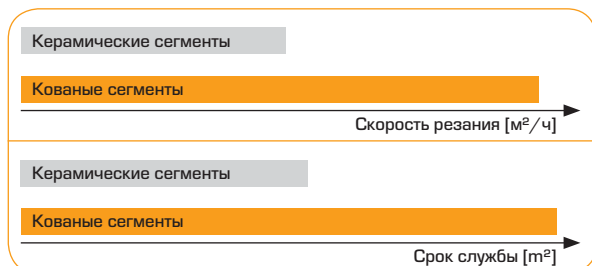 Керамические сегменты
Кованые сегменты
Скорость резания [м²/ч]
Керамические сегменты
Кованые сегменты
Срок службы [m²]